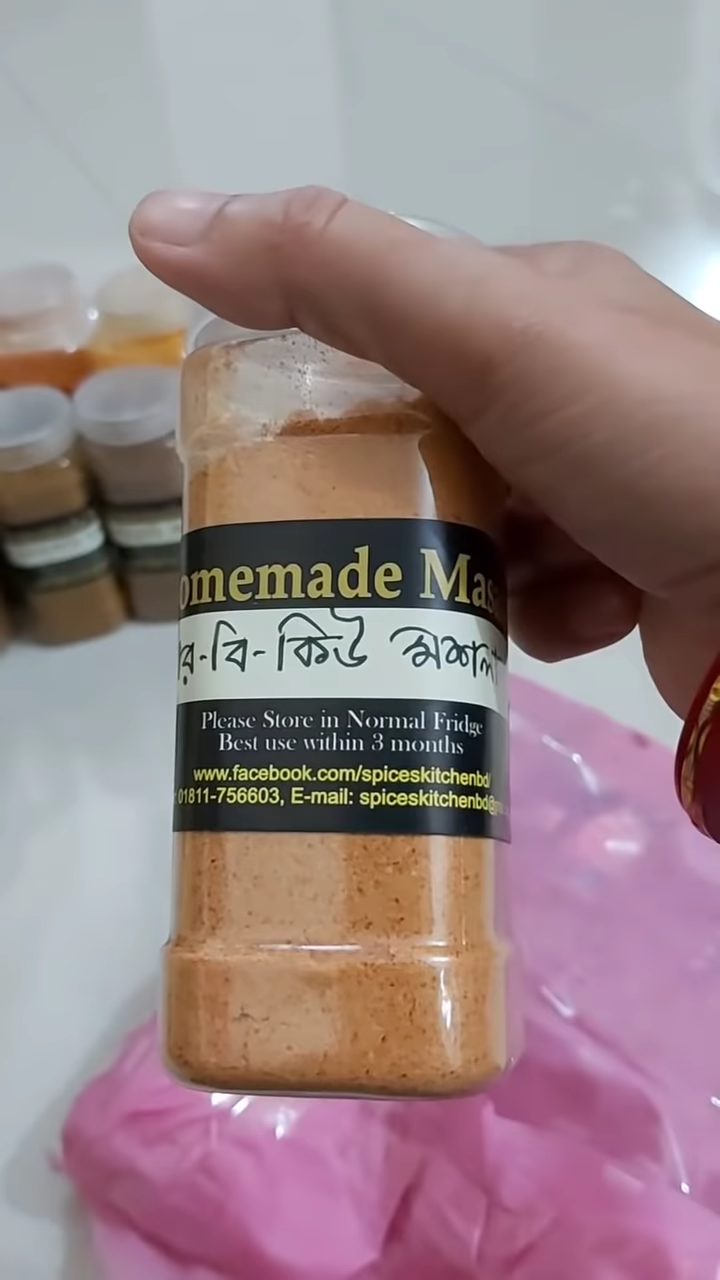 omemade Mas
র-বি-কিউ মশলা
Please Store in Normal Fridge
Best use within 3 months
www.facebook.com/spiceskitchenbd/
01811-756603, E-mail: spiceskitchenbd@